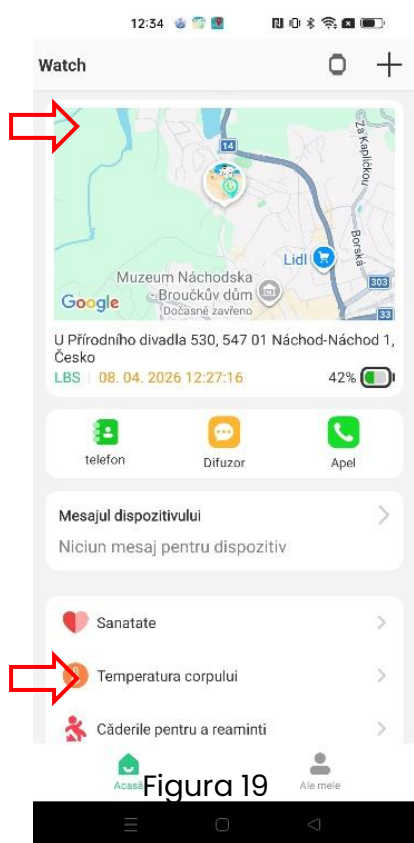 12:34
Watch
14
Za Kapličkou
Borská
Lidl
Muzeum Náchodska
Broučkův dům
Dočasně zavřeno
303
33
Google
U Přírodního divadla 530, 547 01 Náchod-Náchod 1,
Česko
LBS 08. 04. 2026 12:27:16 42%
telefon Difuzor Apel
Mesajul dispozitivului
Niciun mesaj pentru dispozitiv
Sanatate
Temperatura corpului
Căderile pentru a reaminti
Acasă Ale mele
Figura 19